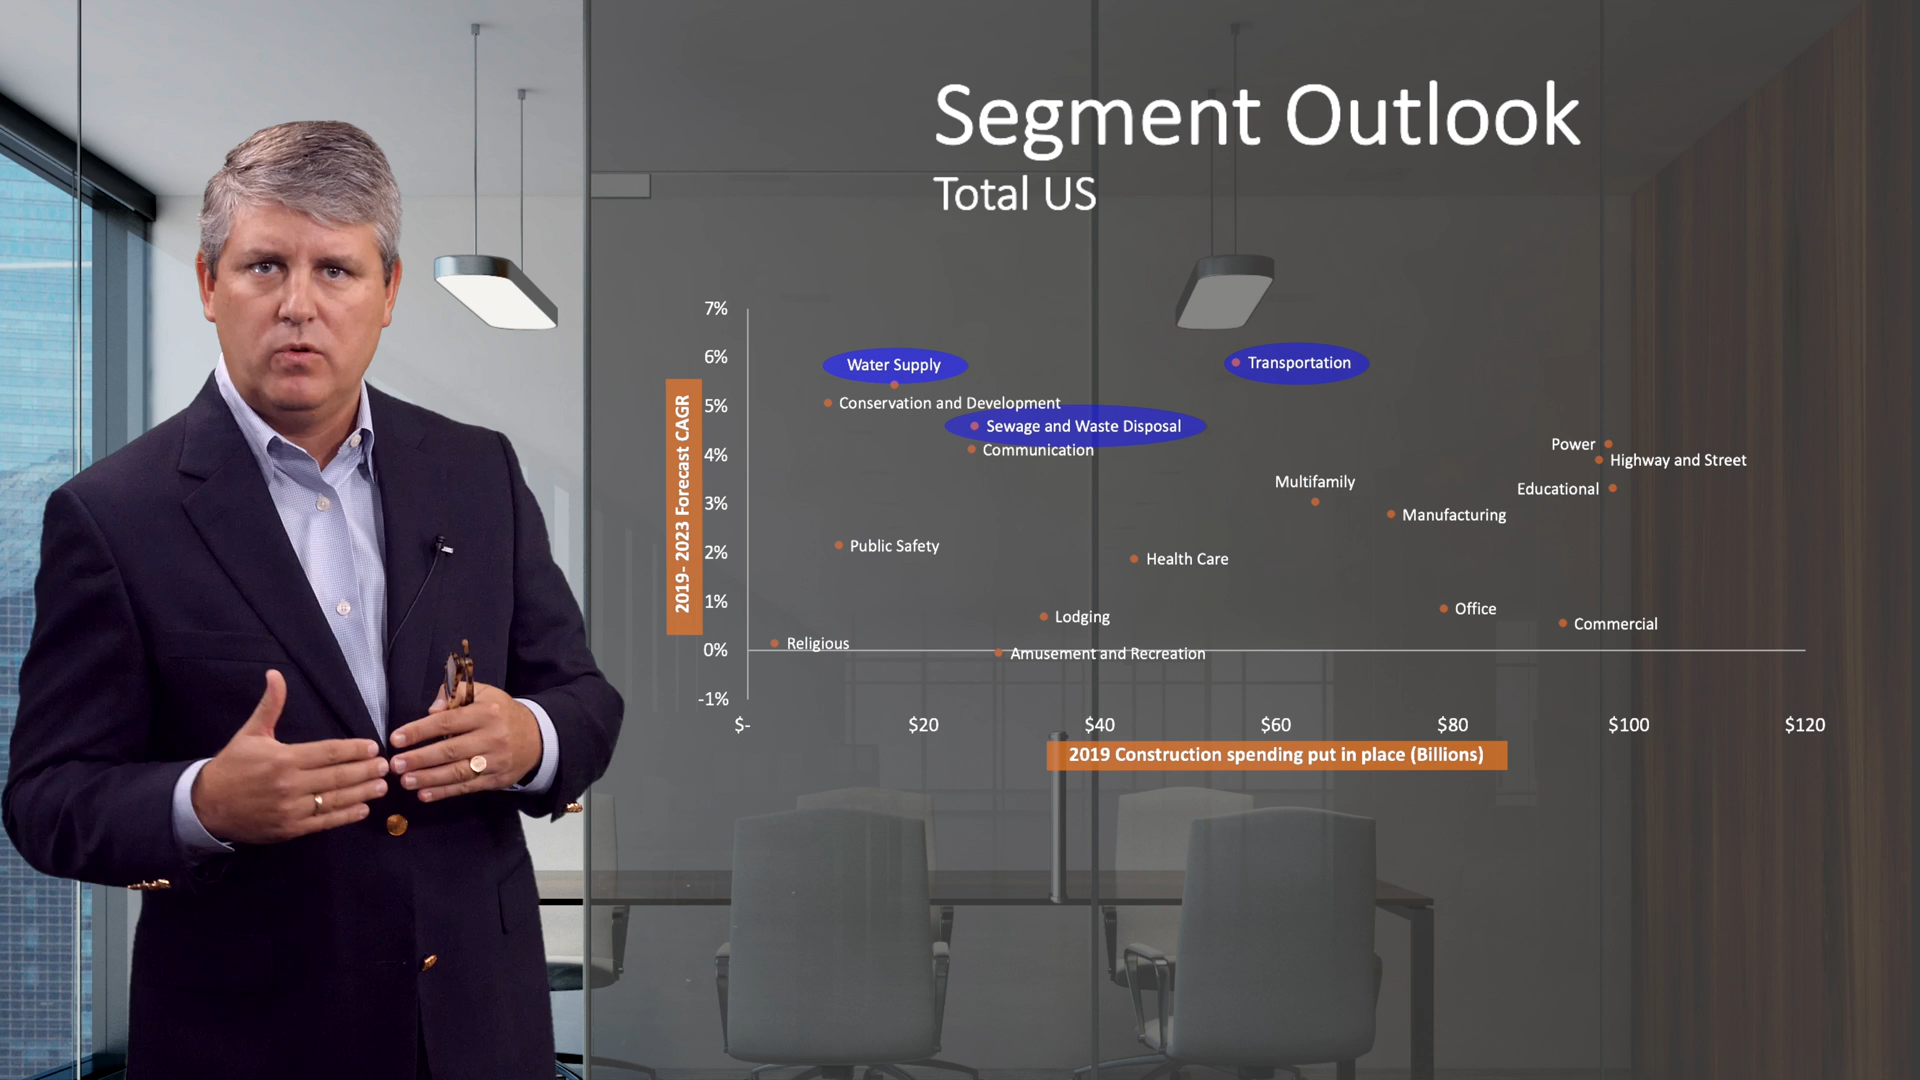 Segment Outlook
Total US
7%
6%
5%
4%
3%
2%
1%
0%
-1%
2019- 2023 Forecast CAGR
Water Supply
Transportation
Conservation and Development
Sewage and Waste Disposal
Communication
Power
Highway and Street
Multifamily
Educational
Manufacturing
Public Safety
Health Care
Office
Lodging
Commercial
Religious
Amusement and Recreation
$-
$20
$40
$60
$80
$100
$120
2019 Construction spending put in place (Billions)